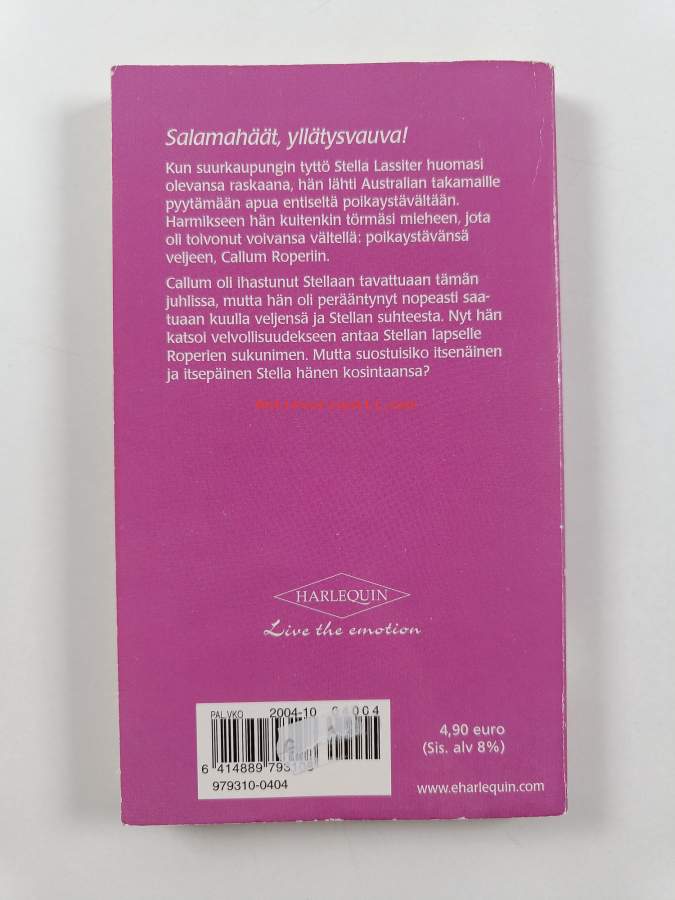 Salamahäät, yllätysvauva!
Kun suurkaupungin tyttö Stella Lassiter huomasi
olevansa raskaana, hän lähti Australian takamaille
pyytämään apua entiseltä poikaystävältään.
Harmikseen hän kuitenkin törmäsi mieheen, jota
oli toivonut voivansa vältellä: poikaystävänsä
veljeen, Callum Roperiin.
Callum oli ihastunut Stellaan tavattuaan tämän
juhlissa, mutta hän oli perääntynyt nopeasti saa-
tuaan kuulla veljensä ja Stellan suhteesta. Nyt hän
katsoi velvollisuudekseen antaa Stellan lapselle
Roperien sukunimen. Mutta suostuisiko itsenäinen
ja itsepäinen Stella hänen kosintaansa?
HARLEQUIN
Live the emotion
PAL.VKO 2004-10
6 414889
979310-0404
4,90 euro
(Sis. alv 8%)
www.eharlequin.com